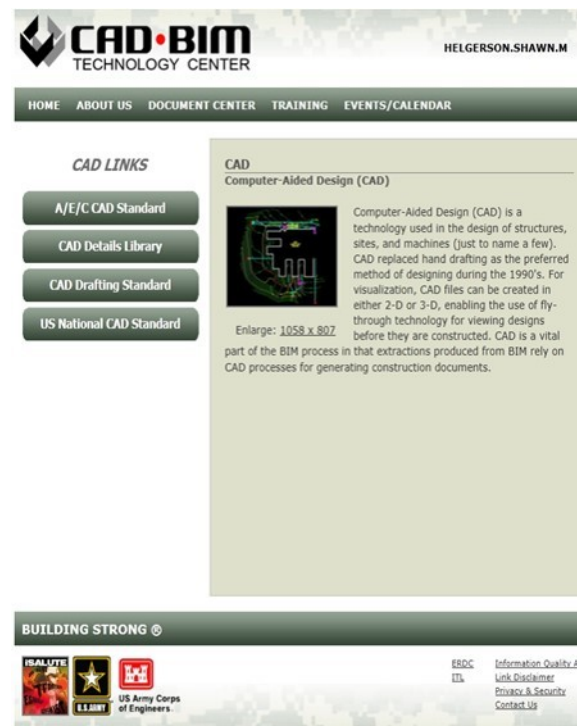 CAD•BIM
TECHNOLOGY CENTER
HELGERSON.SHAWN.M
HOME ABOUT US DOCUMENT CENTER TRAINING EVENTS/CALENDAR
CAD LINKS
A/E/C CAD Standard
CAD Details Library
CAD Drafting Standard
US National CAD Standard
CAD
Computer-Aided Design (CAD)
Computer-Aided Design (CAD) is a
technology used in the design of structures,
sites, and machines (just to name a few).
CAD replaced hand drafting as the preferred
method of designing during the 1990's. For
visualization, CAD files can be created in
either 2-D or 3-D, enabling the use of fly-
through technology for viewing designs
before they are constructed. CAD is a vital
Enlarge: 1058 x 807
part of the BIM process in that extractions produced from BIM rely on
CAD processes for generating construction documents.
BUILDING STRONG ®
ISALUTE
U.S.ARMY
US Army Corps
of Engineers
ERDC
ITL
Information Quality A
Link Disclaimer
Privacy & Security
Contact Us